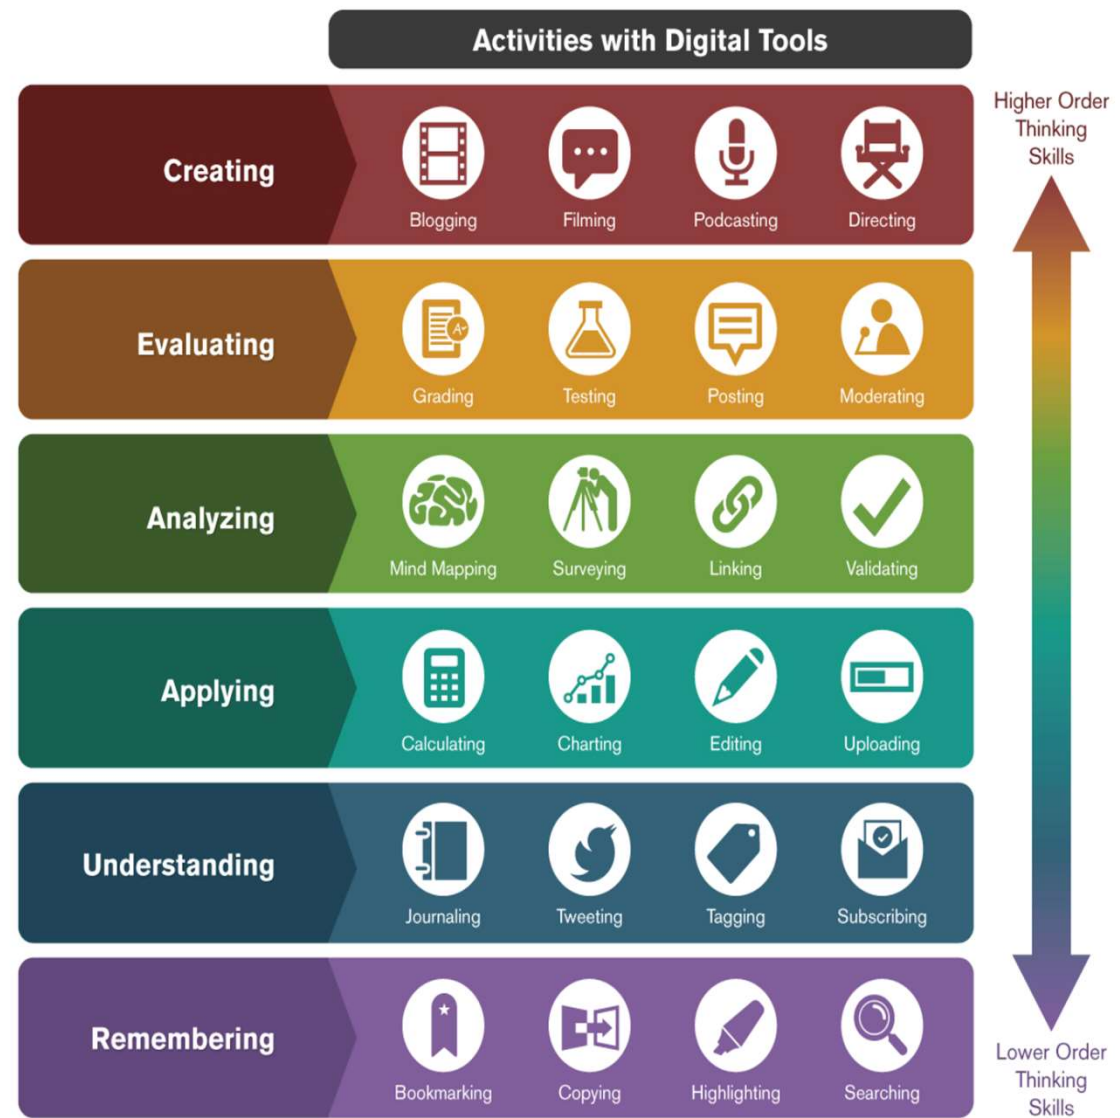 Activities with Digital Tools
Higher Order
Thinking
Skills
Creating
Blogging
Filming
Podcasting
Directing
Evaluating
A+
Grading
Testing
Posting
Moderating
Analyzing
Mind Mapping
Surveying
Linking
Validating
Applying
Calculating
Charting
Editing
Uploading
Understanding
Journaling
Tweeting
Tagging
Subscribing
Remembering
Bookmarking
Copying
Highlighting
Searching
Lower Order
Thinking
Skills